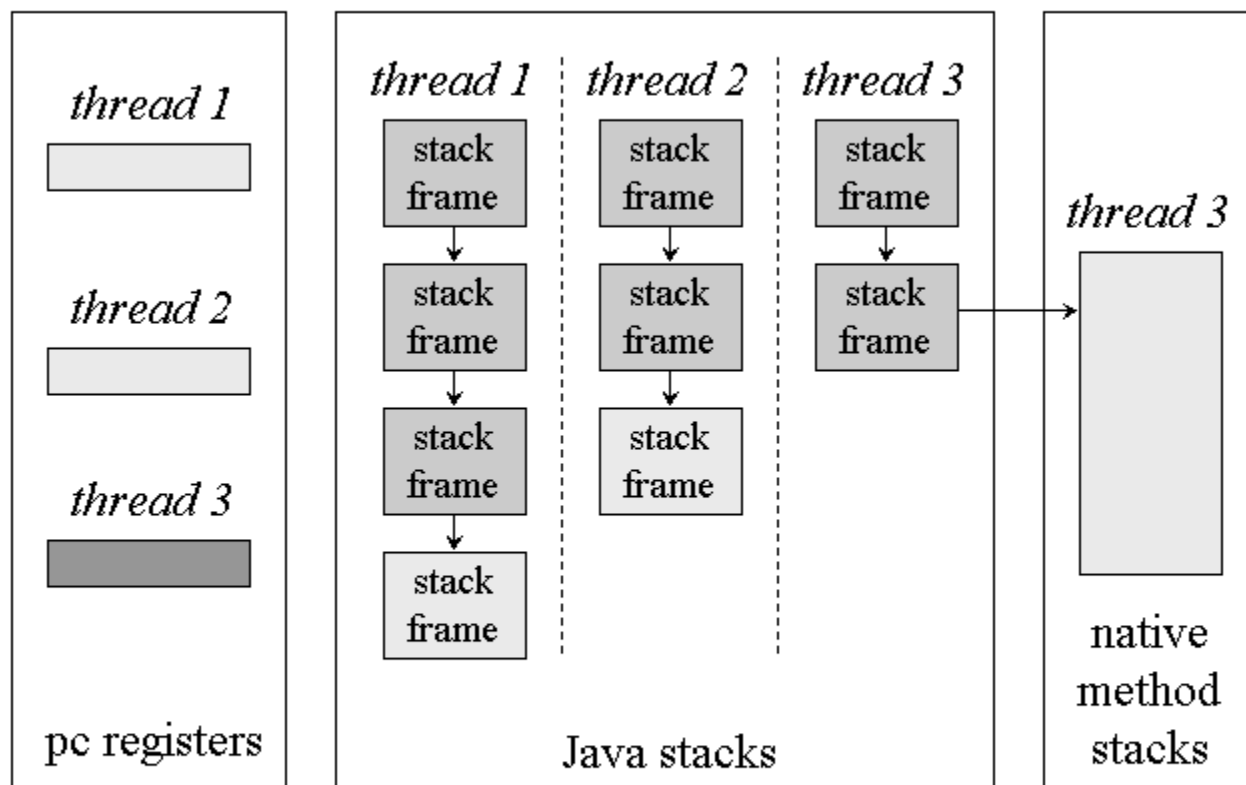 thread 1
thread 2
thread 3
pc registers
thread 1
stack
frame
stack
frame
stack
frame
stack
frame
thread 2
stack
frame
stack
frame
stack
frame
thread 3
stack
frame
stack
frame
Java stacks
thread 3
native
method
stacks